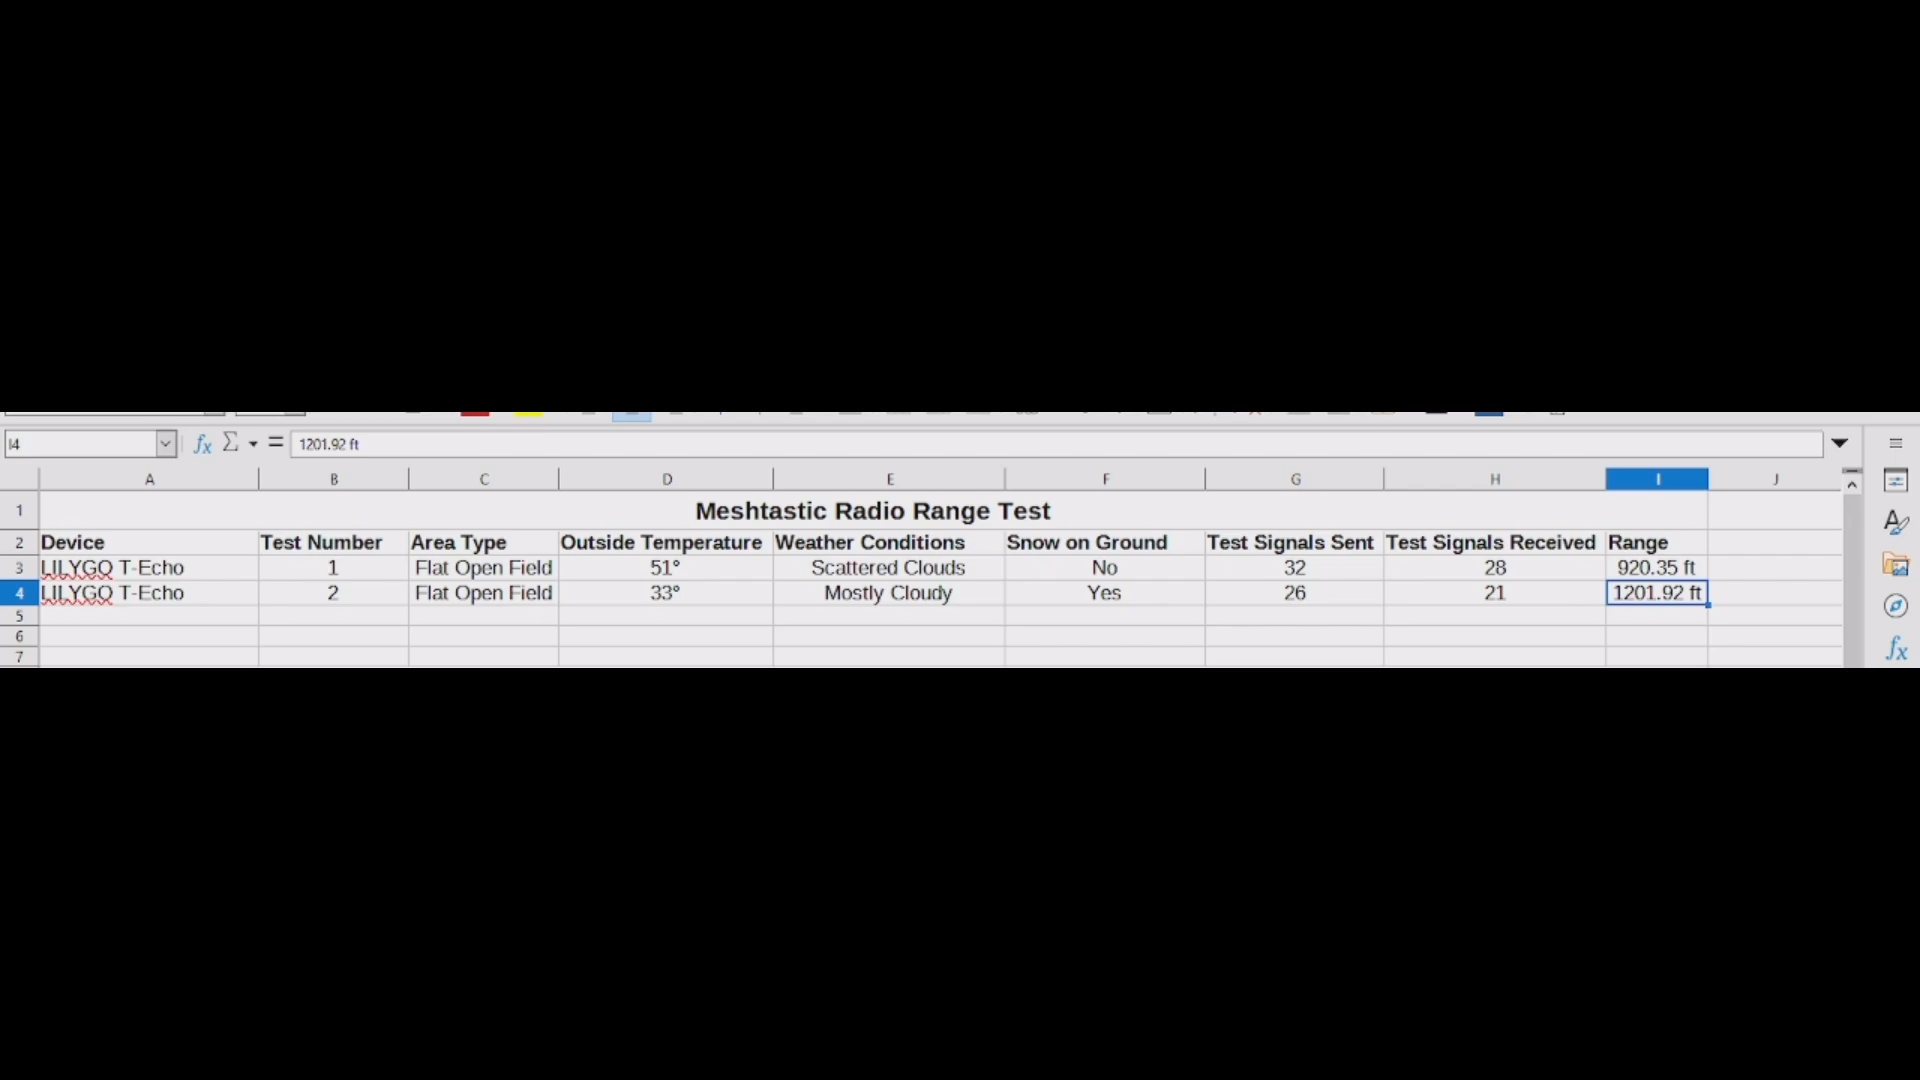 I4 fx Σ = 1201.92 ft
A B C D E F G H I J
1 Meshtastic Radio Range Test
2 Device Test Number Area Type Outside Temperature Weather Conditions Snow on Ground Test Signals Sent Test Signals Received Range
3 LILYGO T-Echo 1 Flat Open Field 51° Scattered Clouds No 32 28 920.35 ft
4 LILYGO T-Echo 2 Flat Open Field 33° Mostly Cloudy Yes 26 21 1201.92 ft
5
6
7
fx